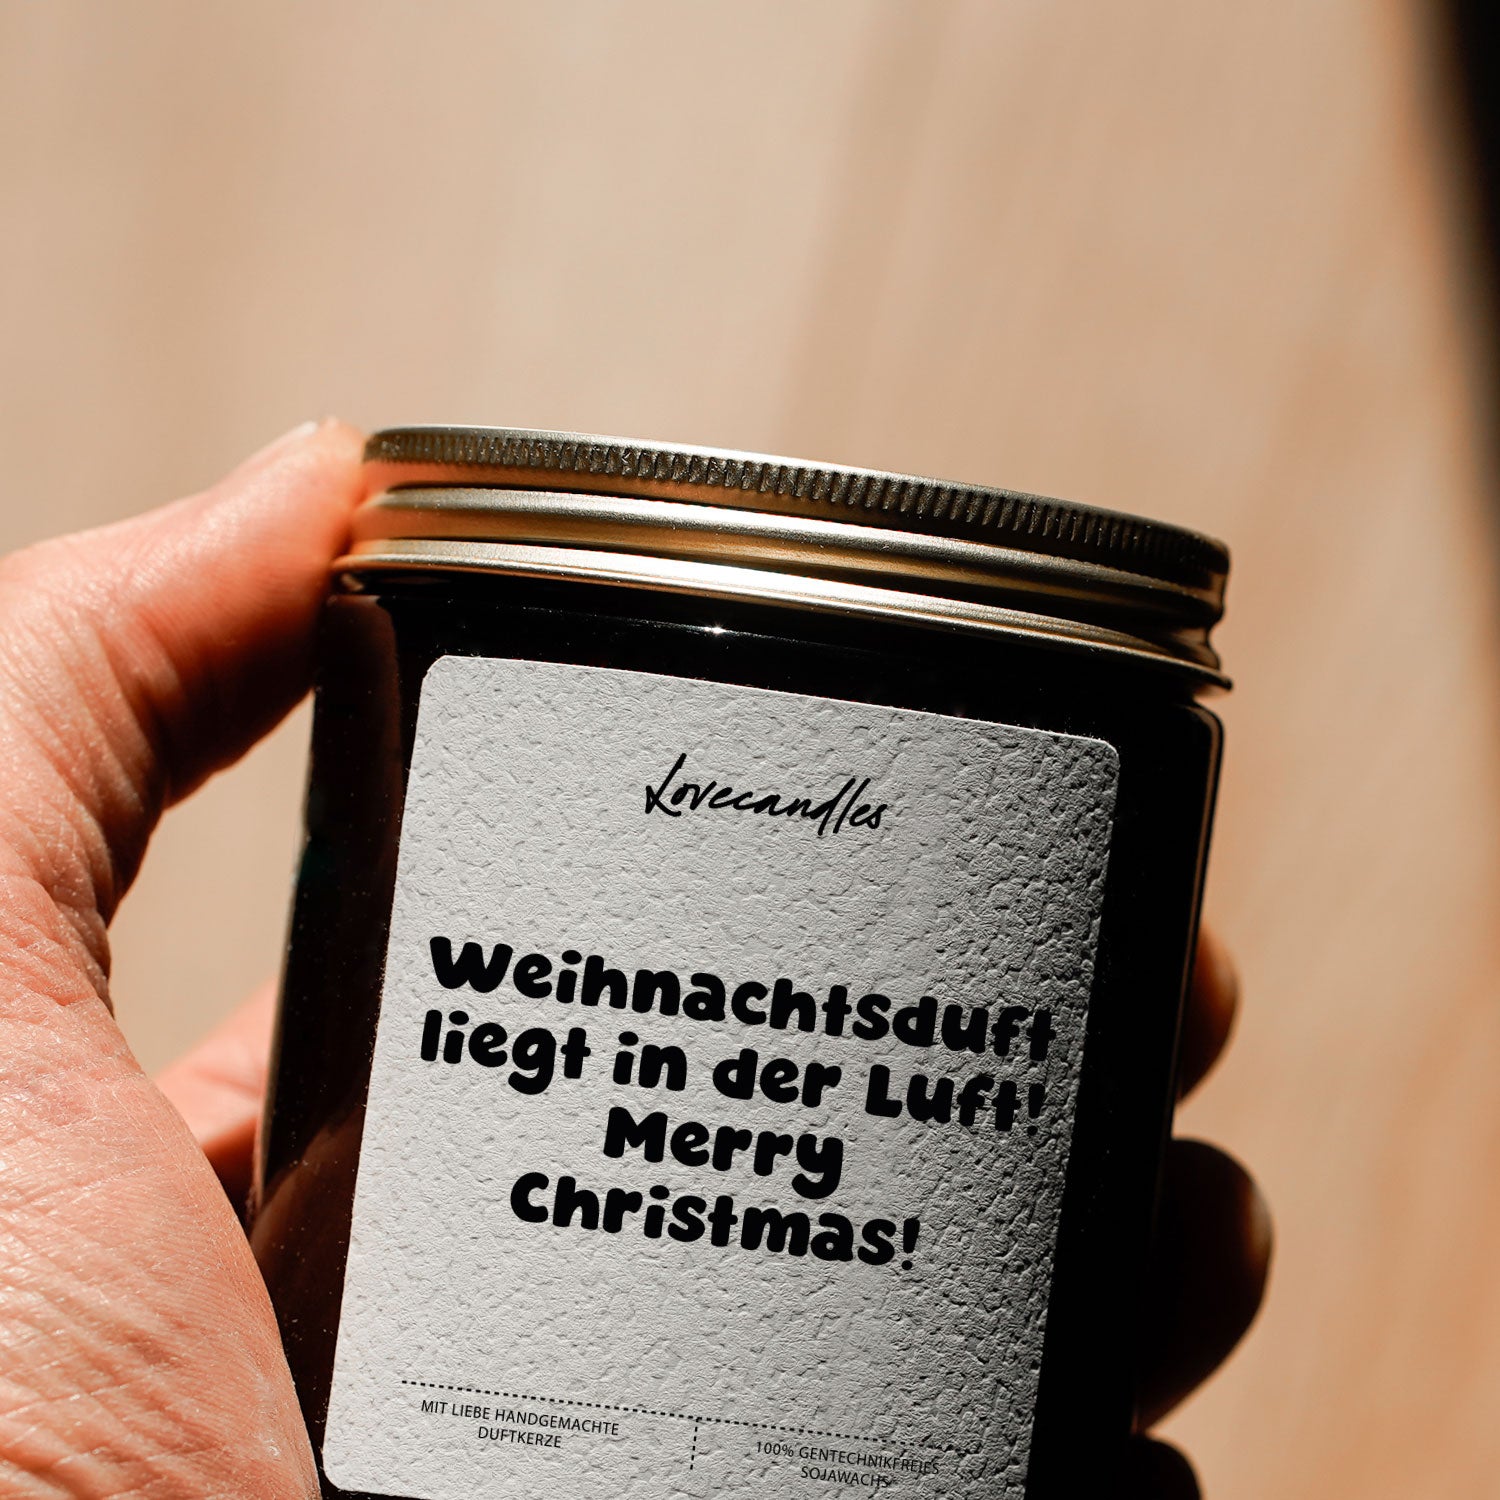 Lovecandles
Weihnachtsduft
liegt in der Luft!
Merry
Christmas!
MIT LIEBE HANDGEMACHTE
DUFTKERZE
100% GENTECHNIKFREIES
SOJAWACHS